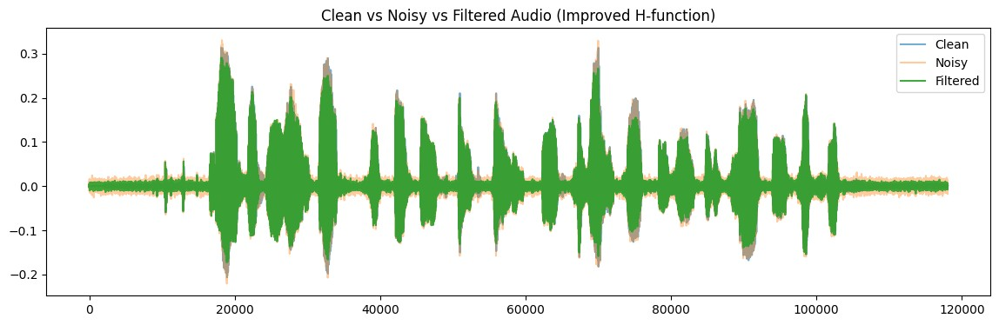 Clean vs Noisy vs Filtered Audio (Improved H-function)
Clean
Noisy
Filtered
0.3
0.2
0.1
0.0
−0.1
−0.2
0 20000 40000 60000 80000 100000 120000